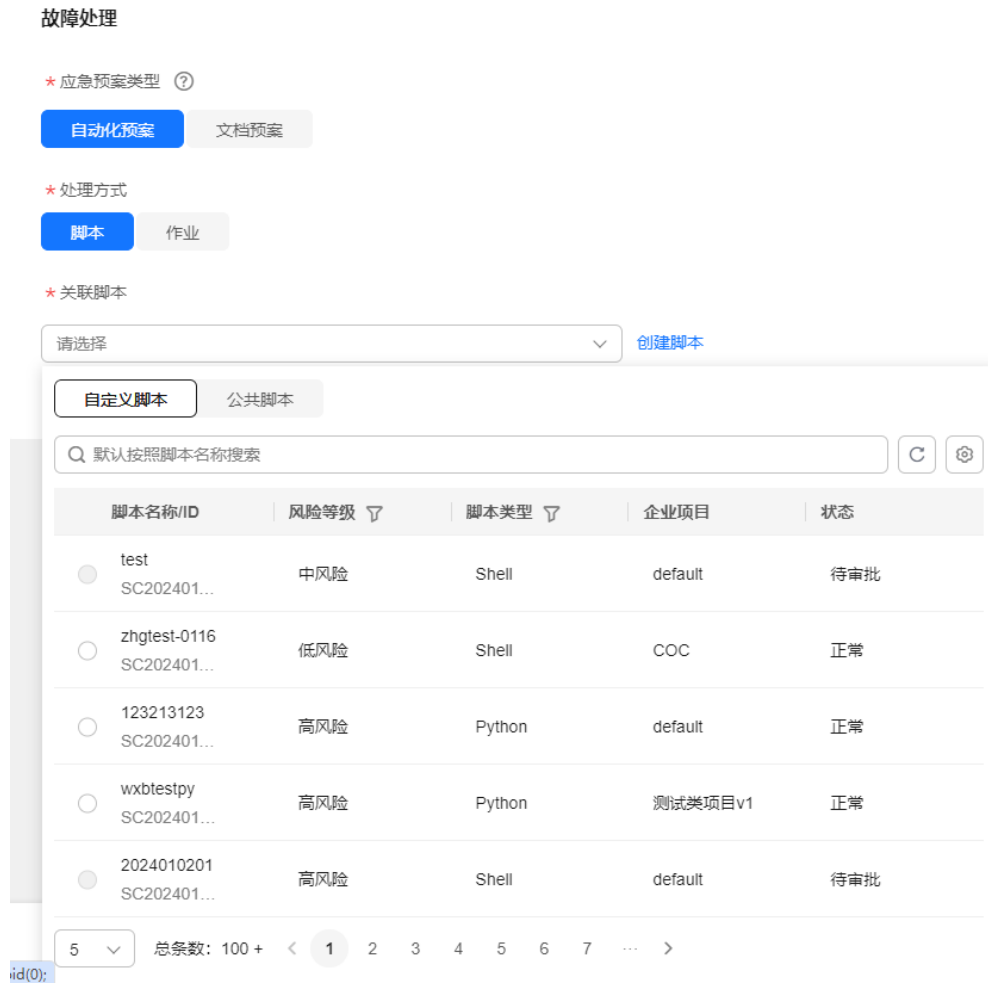 故障处理
* 应急预案类型 ?
自动化预案 文档预案
* 处理方式
脚本 作业
* 关联脚本
请选择 创建脚本
自定义脚本 公共脚本
默认按照脚本名称搜索
脚本名称/ID 风险等级 脚本类型 企业项目 状态
test
SC202401... 中风险 Shell default 待审批
zhgtest-0116
SC202401... 低风险 Shell COC 正常
123213123
SC202401... 高风险 Python default 正常
wxbtestpy
SC202401... 高风险 Python 测试类项目v1 正常
2024010201
SC202401... 高风险 Shell default 待审批
5 总条数：100 + < 1 2 3 4 5 6 7 ... >
id(0);